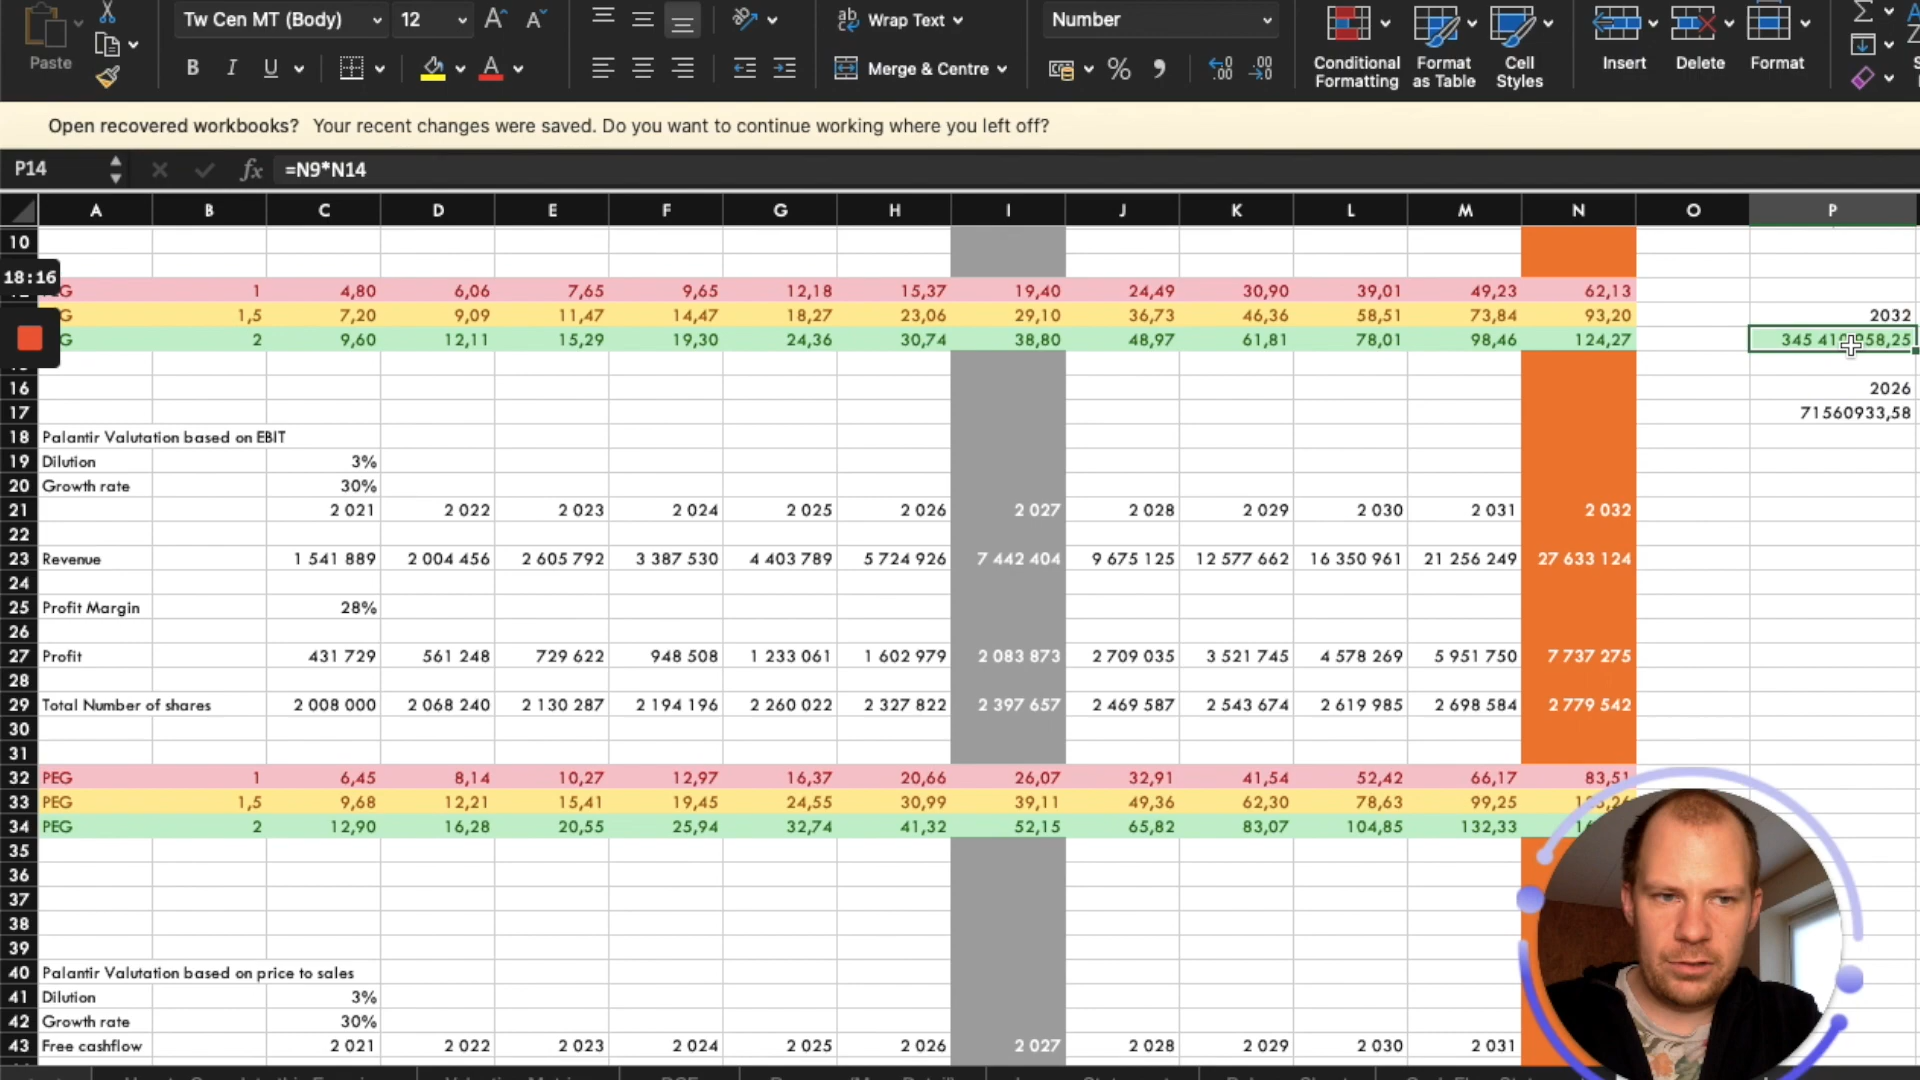 Tw Cen MT (Body) 12 A A ab Wrap Text Number
Paste B I U A Merge & Centre % Conditional Formatting Format as Table Cell Styles Insert Delete Format
Open recovered workbooks? Your recent changes were saved. Do you want to continue working where you left off?
P14 fx =N9*N14
A B C D E F G H I J K L M N O P
10
18:16
1 4,80 6,06 7,65 9,65 12,18 15,37 19,40 24,49 30,90 39,01 49,23 62,13
1,5 7,20 9,09 11,47 14,47 18,27 23,06 29,10 36,73 46,36 58,51 73,84 93,20 2032
2 9,60 12,11 15,29 19,30 24,36 30,74 38,80 48,97 61,81 78,01 98,46 124,27
16 2026
17 71560933,58
18 Palantir Valutation based on EBIT
19 Dilution 3%
20 Growth rate 30%
21 2 021 2 022 2 023 2 024 2 025 2 026 2 027 2 028 2 029 2 030 2 031 2 032
22
23 Revenue 1 541 889 2 004 456 2 605 792 3 387 530 4 403 789 5 724 926 7 442 404 9 675 125 12 577 662 16 350 961 21 256 249 27 633 124
24
25 Profit Margin 28%
26
27 Profit 431 729 561 248 729 622 948 508 1 233 061 1 602 979 2 083 873 2 709 035 3 521 745 4 578 269 5 951 750 7 737 275
28
29 Total Number of shares 2 008 000 2 068 240 2 130 287 2 194 196 2 260 022 2 327 822 2 397 657 2 469 587 2 543 674 2 619 985 2 698 584 2 779 542
30
31
32 PEG 1 6,45 8,14 10,27 12,97 16,37 20,66 26,07 32,91 41,54 52,42 66,17 83,51
33 PEG 1,5 9,68 12,21 15,41 19,45 24,55 30,99 39,11 49,36 62,30 78,63 99,25
34 PEG 2 12,90 16,28 20,55 25,94 32,74 41,32 52,15 65,82 83,07 104,85 132,33
35
36
37
38
39
40 Palantir Valutation based on price to sales
41 Dilution 3%
42 Growth rate 30%
43 Free cashflow 2 021 2 022 2 023 2 024 2 025 2 026 2 027 2 028 2 029 2 030 2 031